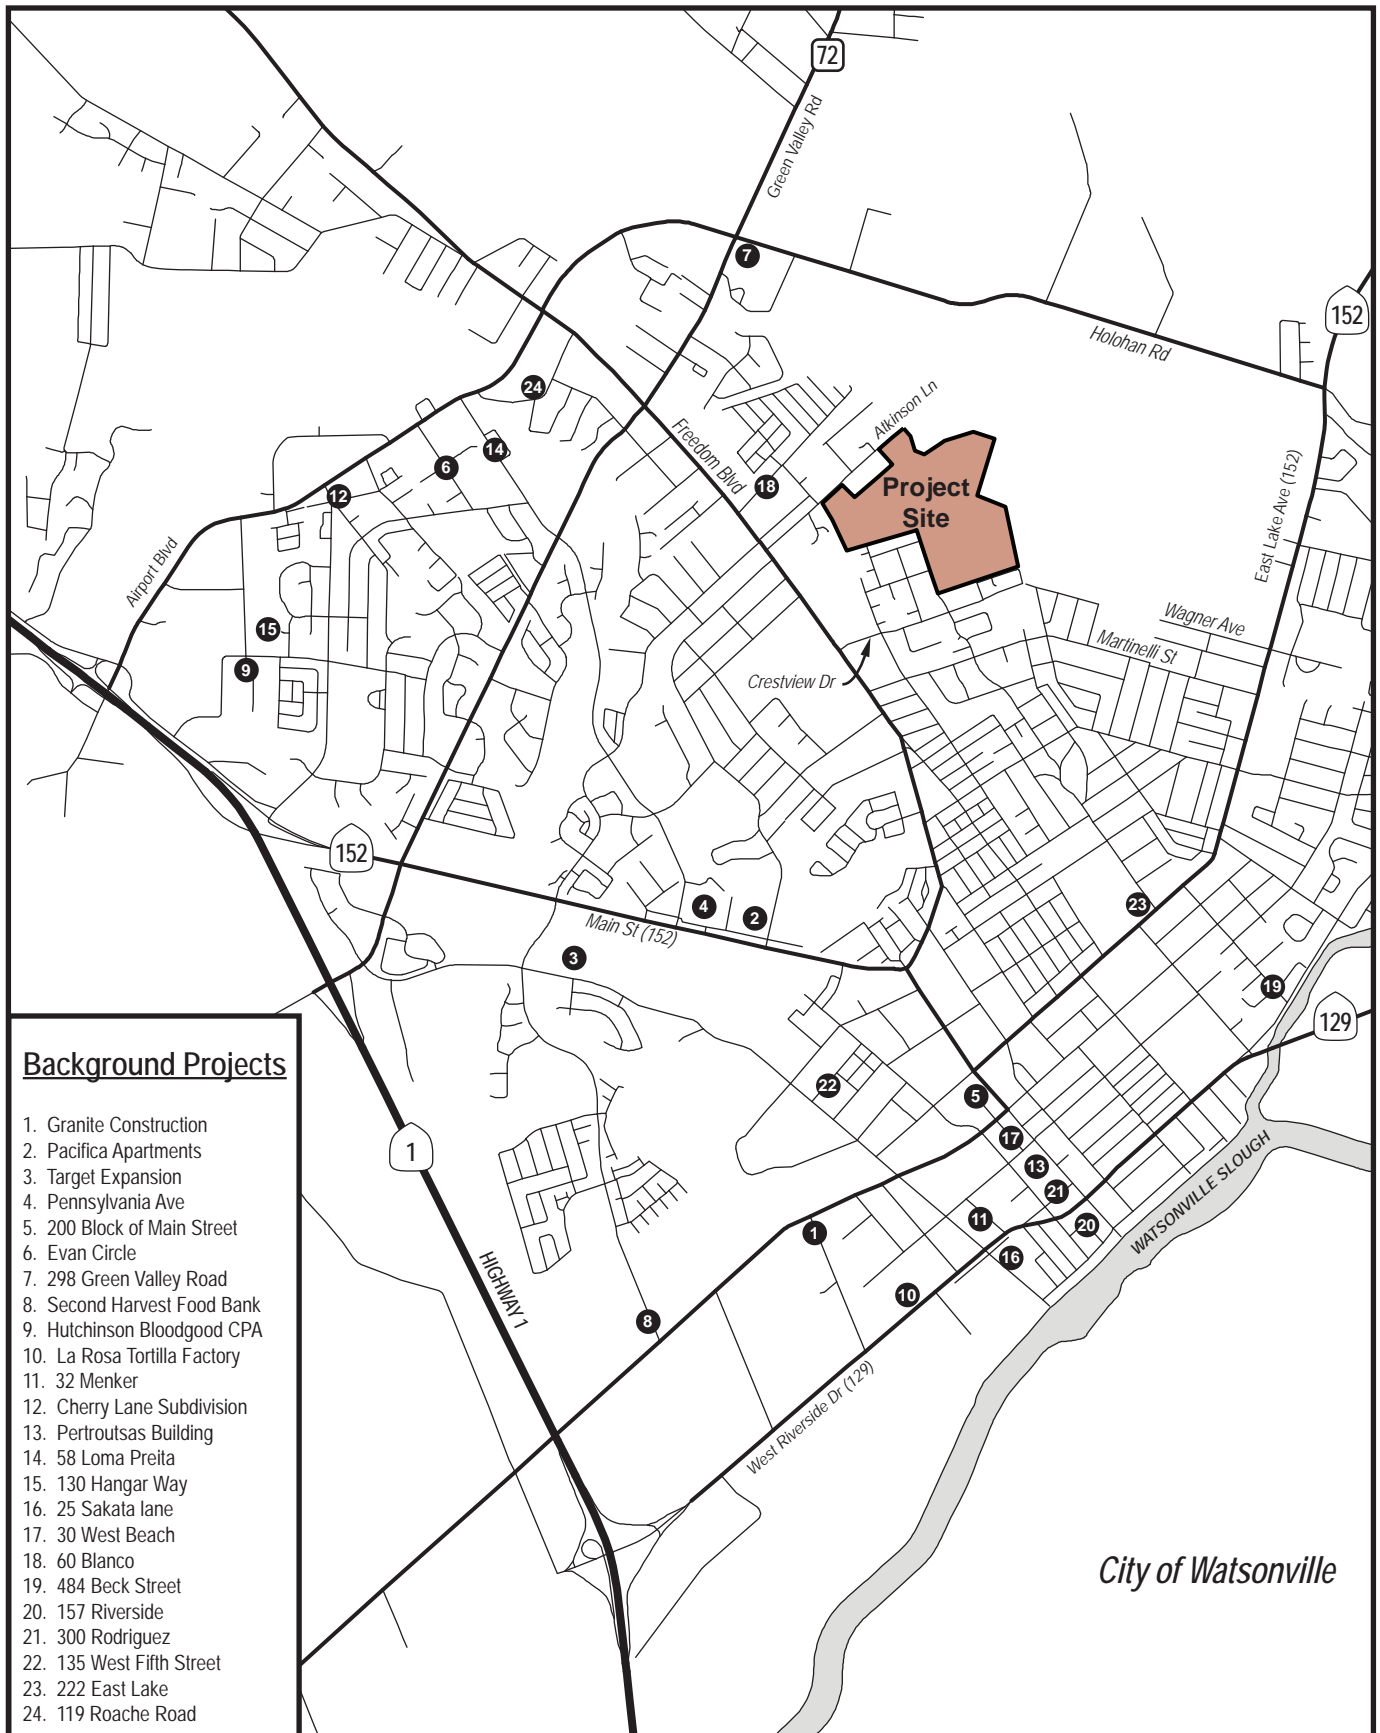 72
Green Valley Rd
7
152
Holohan Rd
24
Atkinson Ln
Freedom Blvd
14
6
18
12
Project
Site
East Lake Ave (152)
Airport Blvd
15
9
Wagner Ave
Martinelli St
Crestview Dr
152
4
2
23
Main St (152)
3
19
129
22
5
17
13
21
11
20
16
WATSONVILLE SLOUGH
1
1
10
HIGHWAY 1
8
West Riverside Dr (129)
City of Watsonville
Background Projects
1. Granite Construction
2. Pacifica Apartments
3. Target Expansion
4. Pennsylvania Ave
5. 200 Block of Main Street
6. Evan Circle
7. 298 Green Valley Road
8. Second Harvest Food Bank
9. Hutchinson Bloodgood CPA
10. La Rosa Tortilla Factory
11. 32 Menker
12. Cherry Lane Subdivision
13. Pertroutsas Building
14. 58 Loma Preita
15. 130 Hangar Way
16. 25 Sakata lane
17. 30 West Beach
18. 60 Blanco
19. 484 Beck Street
20. 157 Riverside
21. 300 Rodriguez
22. 135 West Fifth Street
23. 222 East Lake
24. 119 Roache Road